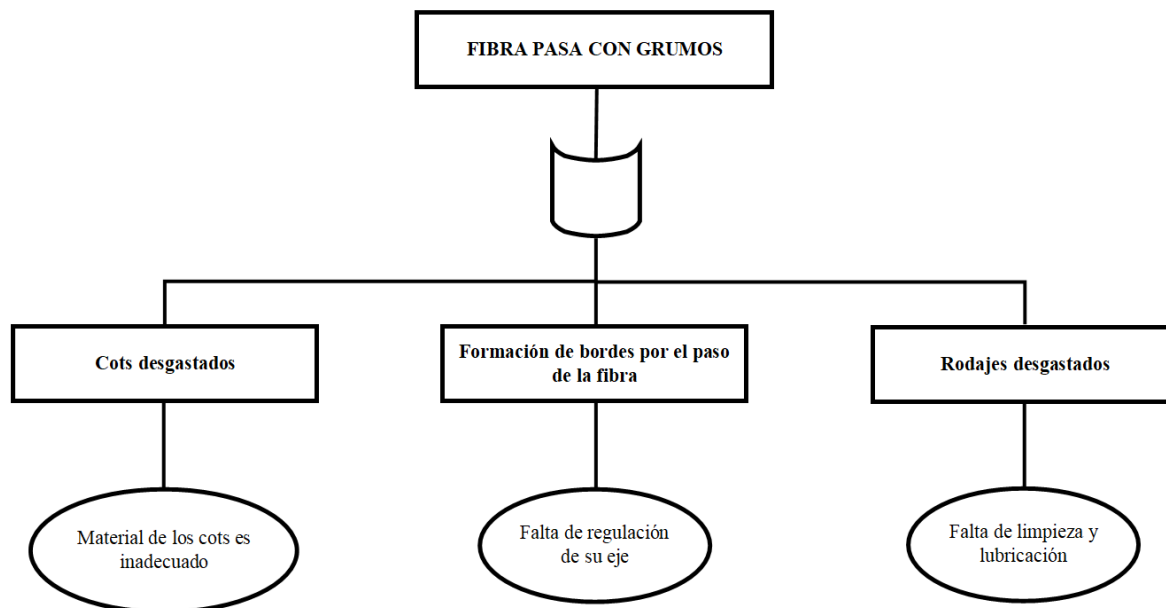 FIBRA PASA CON GRUMOS
Cots desgastados
Formación de bordes por el paso
de la fibra
Rodajes desgastados
Material de los cots es
inadecuado
Falta de regulación
de su eje
Falta de limpieza y
lubricación